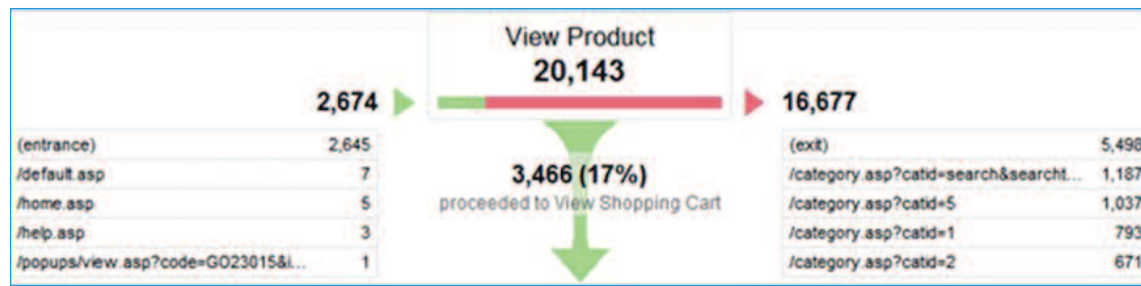 View Product
20,143
2,674
16,677
(entrance) 2,645
/default.asp 7
/home.asp 5
/help.asp 3
/popups/view.asp?code=GO23015&i... 1
3,466 (17%)
proceeded to View Shopping Cart
(exit) 5,498
/category.asp?catid=search&searcht... 1,187
/category.asp?catid=5 1,037
/category.asp?catid=1 793
/category.asp?catid=2 671